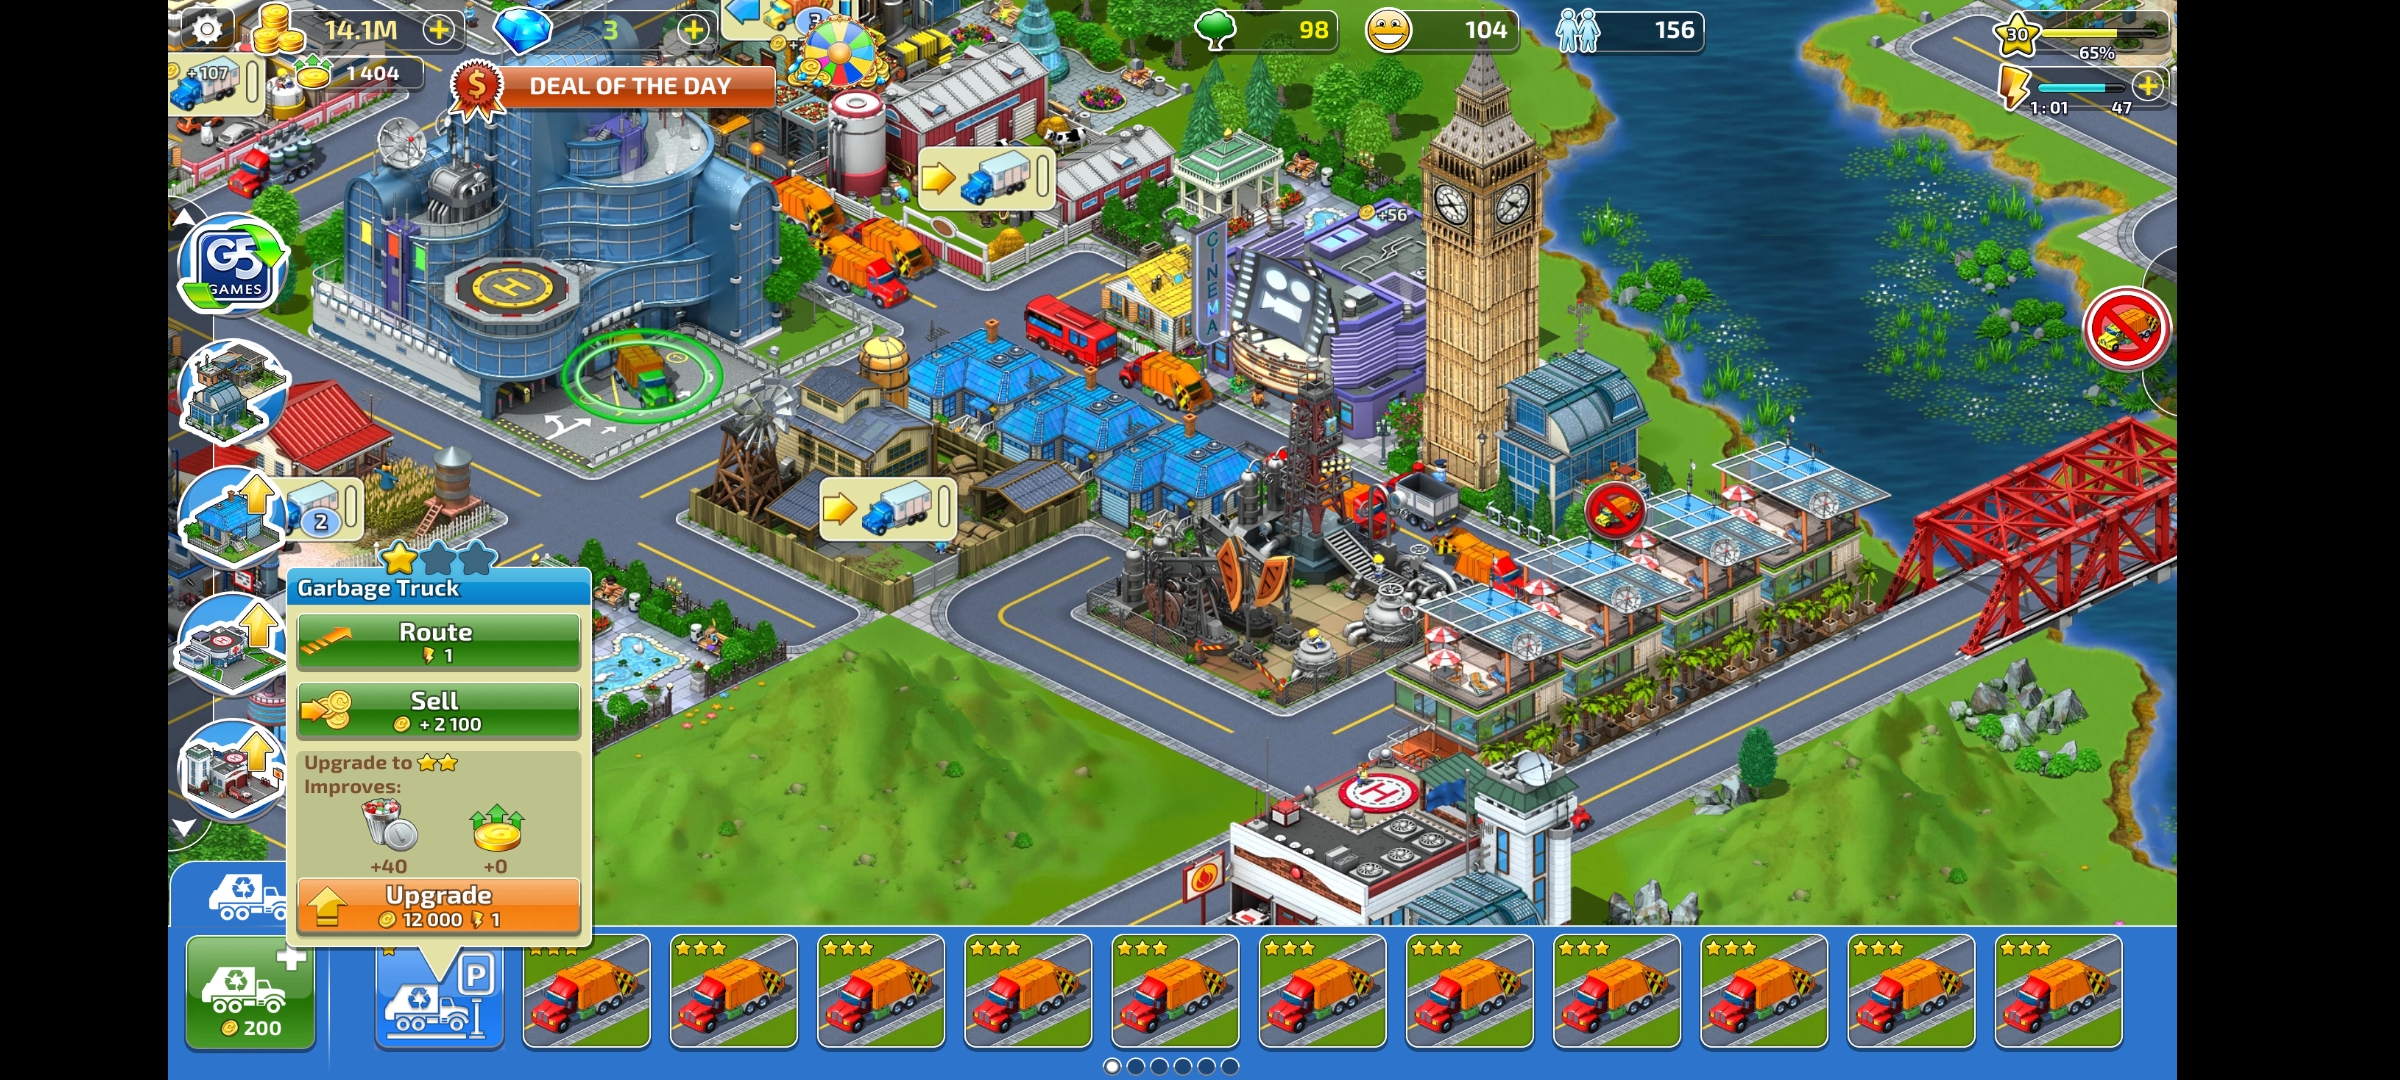 14.1M
3
3
98
104
156
30
65%
+107
1 404
DEAL OF THE DAY
1:01
47
+56
G5
GAMES
CINEMA
H
2
Garbage Truck
Route
1
Sell
+2 100
Upgrade to
Improves:
+40
+0
Upgrade
12 000
1
H
P
200